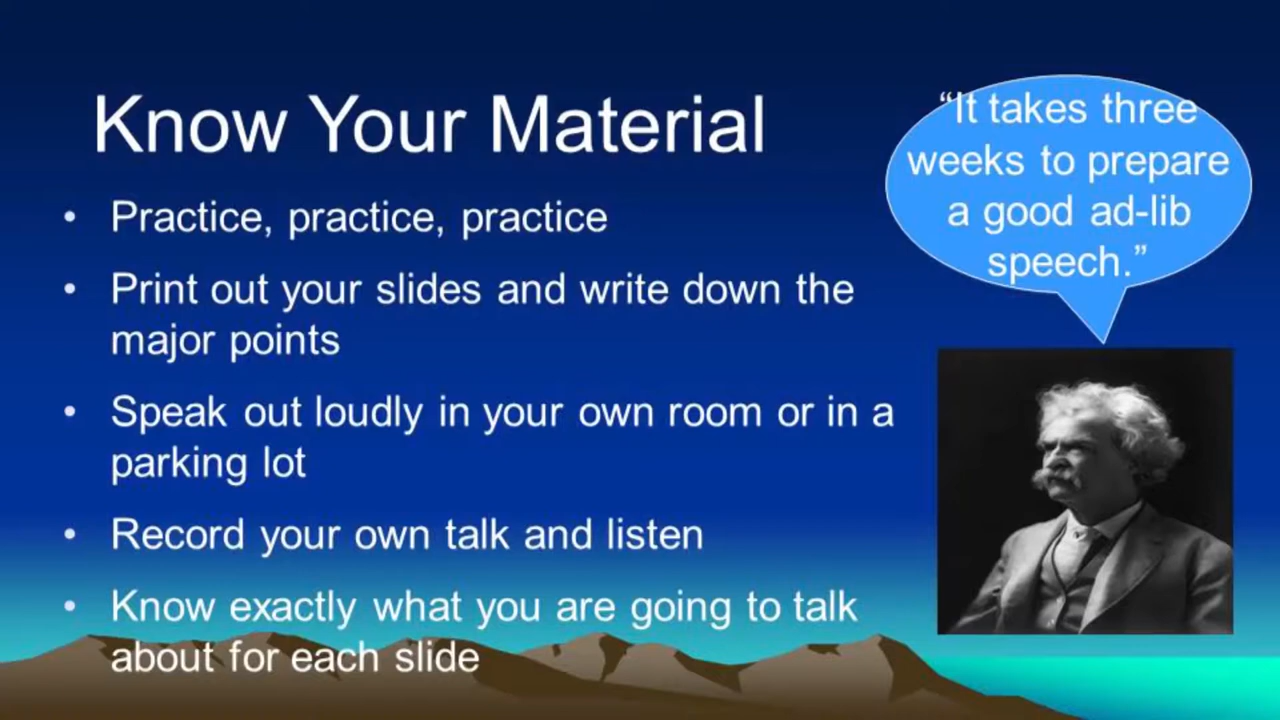 Know Your Material
• Practice, practice, practice
• Print out your slides and write down the
major points
• Speak out loudly in your own room or in a
parking lot
• Record your own talk and listen
• Know exactly what you are going to talk
about for each slide
“It takes three
weeks to prepare
a good ad-lib
speech.”